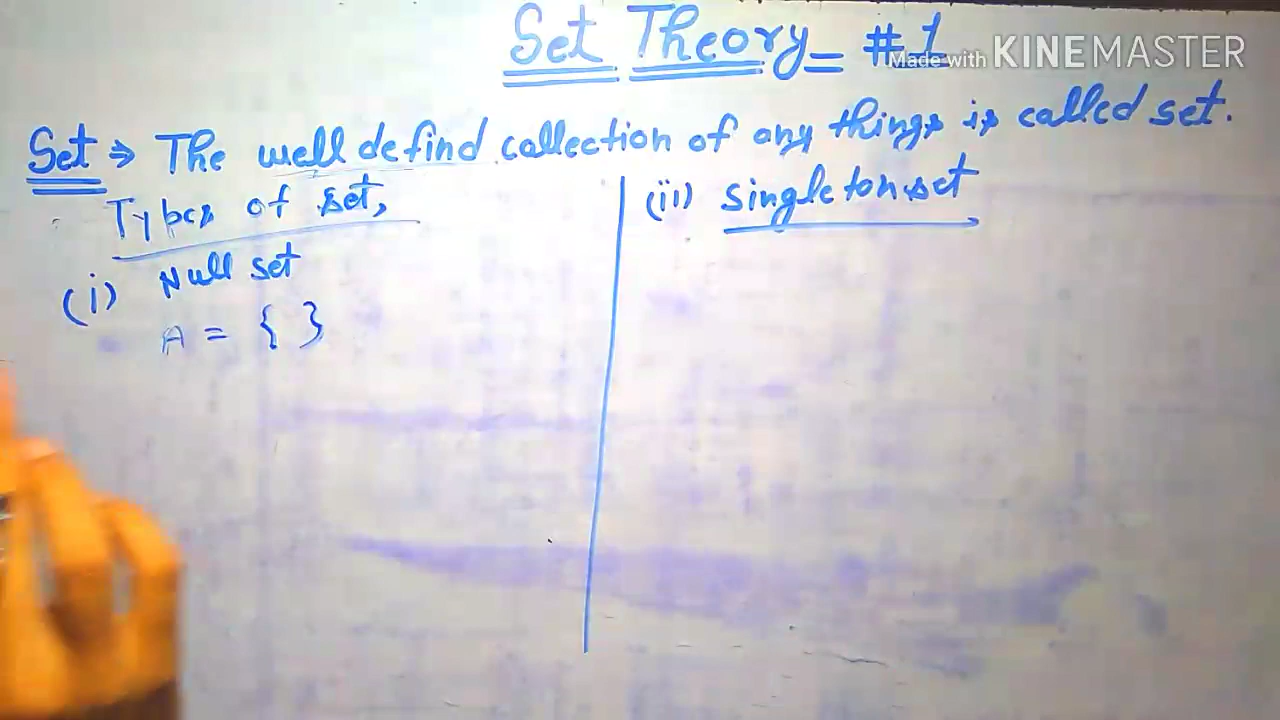 Set Theory = #1
Made with KINEMASTER
Set ⇒ The well defind collection of any things is called set.
Types of set,
(i) Null set
A = { }
(ii) Singleton set